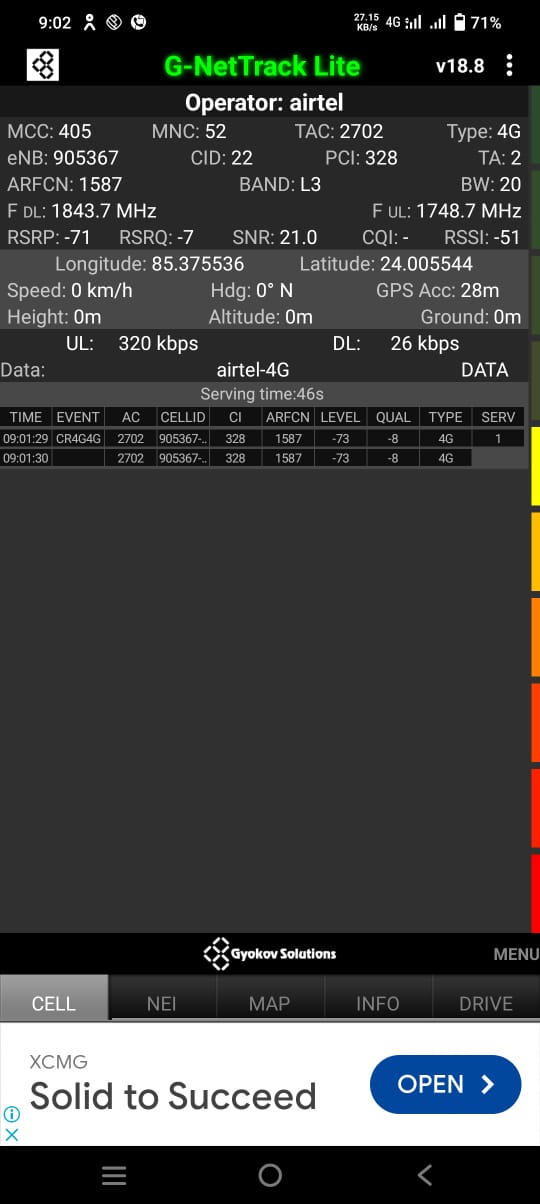 9:02 27.15 KB/s 4G 71%
G-NetTrack Lite v18.8
Operator: airtel
MCC: 405 MNC: 52 TAC: 2702 Type: 4G
eNB: 905367 CID: 22 PCI: 328 TA: 2
ARFCN: 1587 BAND: L3 BW: 20
F DL: 1843.7 MHz F UL: 1748.7 MHz
RSRP: -71 RSRQ: -7 SNR: 21.0 CQI: - RSSI: -51
Longitude: 85.375536 Latitude: 24.005544
Speed: 0 km/h Hdg: 0° N GPS Acc: 28m
Height: 0m Altitude: 0m Ground: 0m
UL: 320 kbps DL: 26 kbps
Data: airtel-4G DATA
Serving time:46s
TIME EVENT AC CELLID CI ARFCN LEVEL QUAL TYPE SERV
09:01:29 CR4G4G 2702 905367-.. 328 1587 -73 -8 4G 1
09:01:30 2702 905367-.. 328 1587 -73 -8 4G
Gyokov Solutions MENU
CELL NEI MAP INFO DRIVE
XCMG
Solid to Succeed
OPEN